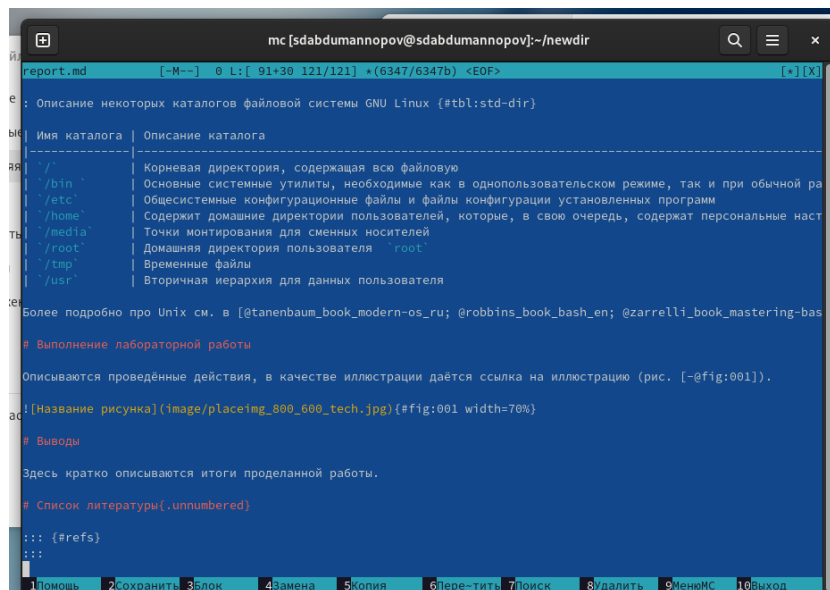 mc [sdabdumannopov@sdabdumannopov]:~/newdir
report.md [-M--] 0 L:[ 91+30 121/121] *(6347/6347b) <EOF> [*][X]
: Описание некоторых каталогов файловой системы GNU Linux {#tbl:std-dir}
| Имя каталога | Описание каталога
|--------------|----------------------------------------------------------------------------------------------
| `/` | Корневая директория, содержащая всю файловую
| `/bin ` | Основные системные утилиты, необходимые как в однопользовательском режиме, так и при обычной ра
| `/etc` | Общесистемные конфигурационные файлы и файлы конфигурации установленных программ
| `/home` | Содержит домашние директории пользователей, которые, в свою очередь, содержат персональные наст
| `/media` | Точки монтирования для сменных носителей
| `/root` | Домашняя директория пользователя `root`
| `/tmp` | Временные файлы
| `/usr` | Вторичная иерархия для данных пользователя
Более подробно про Unix см. в [@tanenbaum_book_modern-os_ru; @robbins_book_bash_en; @zarrelli_book_mastering-bas
# Выполнение лабораторной работы
Описываются проведённые действия, в качестве иллюстрации даётся ссылка на иллюстрацию (рис. [-@fig:001]).
![Название рисунка](image/placeimg_800_600_tech.jpg){#fig:001 width=70%}
# Выводы
Здесь кратко описываются итоги проделанной работы.
# Список литературы{.unnumbered}
::: {#refs}
:::
1Помощь 2Сохранить 3Блок 4Замена 5Копия 6Пере~тить 7Поиск 8Удалить 9МенюМС 10Выход